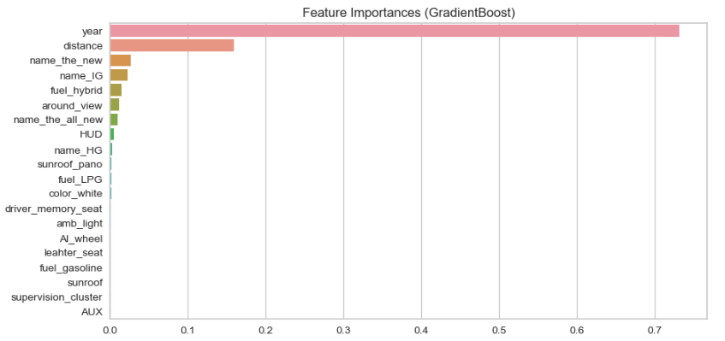 Feature Importances (GradientBoost)
year
distance
name_the_new
name_IG
fuel_hybrid
around_view
name_the_all_new
HUD
name_HG
sunroof_pano
fuel_LPG
color_white
driver_memory_seat
amb_light
Al_wheel
leahter_seat
fuel_gasoline
sunroof
supervision_cluster
AUX
0.0 0.1 0.2 0.3 0.4 0.5 0.6 0.7